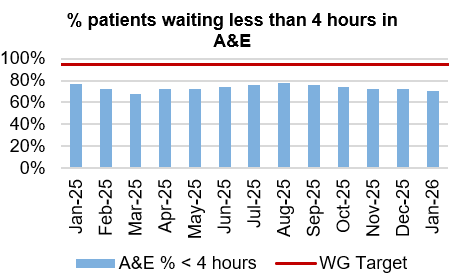 % patients waiting less than 4 hours in
A&E
100%
80%
60%
40%
20%
0%
Jan-25
Feb-25
Mar-25
Apr-25
May-25
Jun-25
Jul-25
Aug-25
Sep-25
Oct-25
Nov-25
Dec-25
Jan-26
A&E % < 4 hours
WG Target